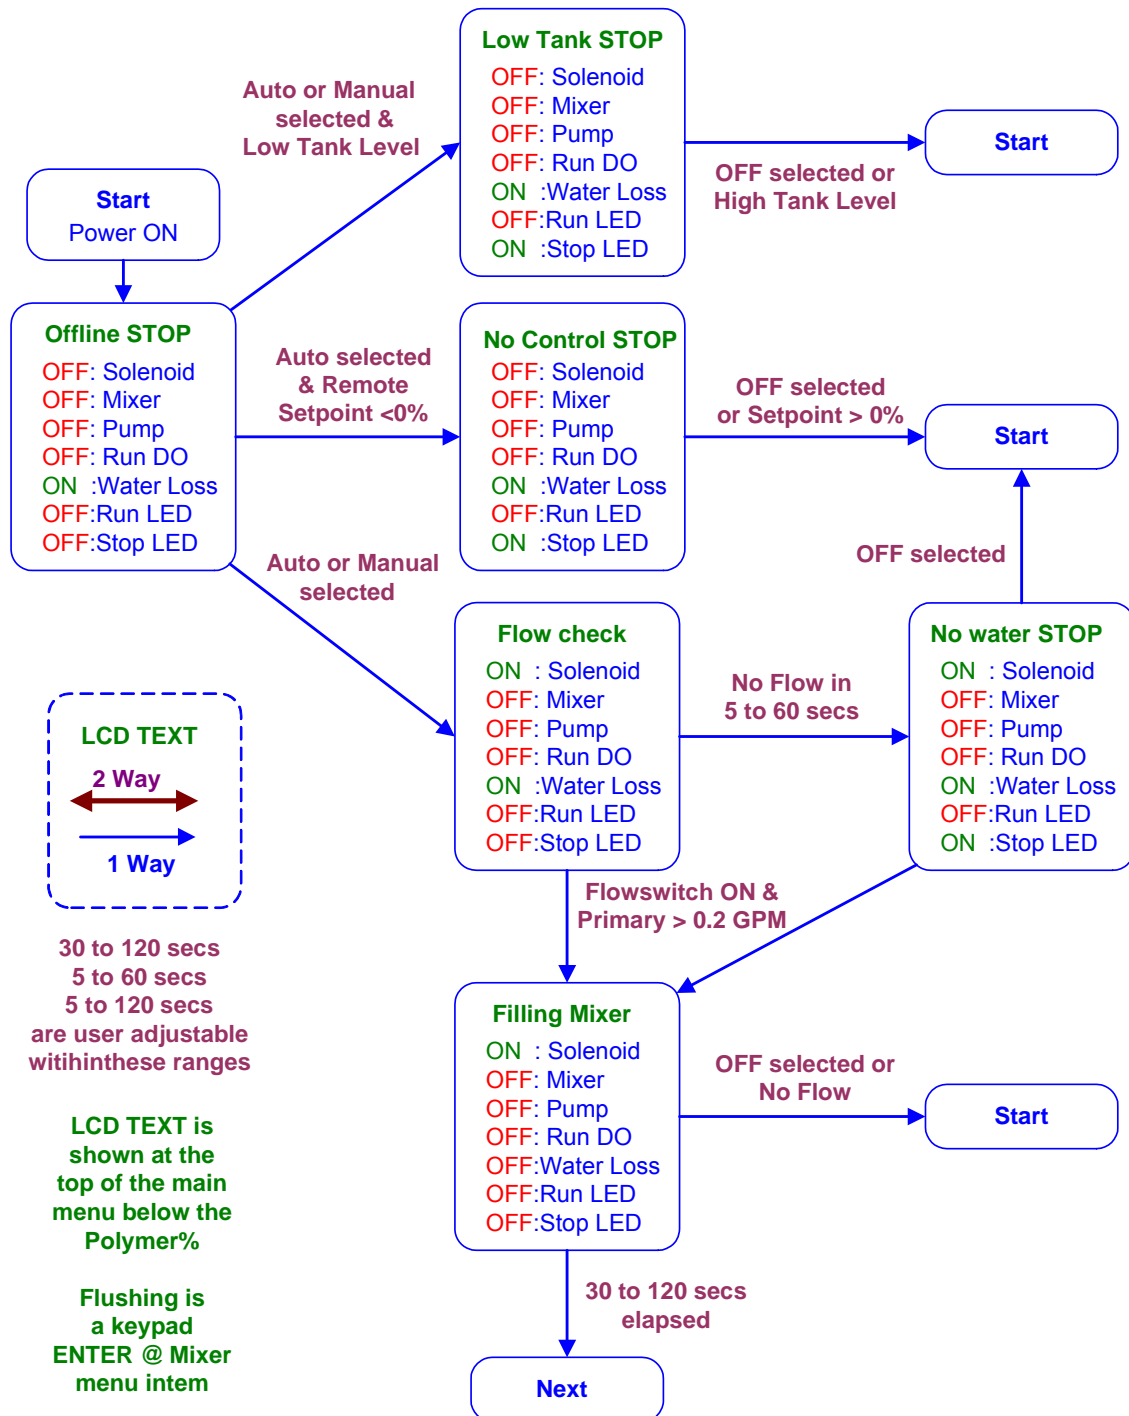 Low Tank STOP
OFF: Solenoid
OFF: Mixer
OFF: Pump
OFF: Run DO
ON :Water Loss
OFF:Run LED
ON :Stop LED
Auto or Manual
selected &
Low Tank Level
Start
OFF selected or
High Tank Level
Start
Power ON
Offline STOP
OFF: Solenoid
OFF: Mixer
OFF: Pump
OFF: Run DO
ON :Water Loss
OFF:Run LED
OFF:Stop LED
Auto selected
& Remote
Setpoint <0%
No Control STOP
OFF: Solenoid
OFF: Mixer
OFF: Pump
OFF: Run DO
ON :Water Loss
OFF:Run LED
ON :Stop LED
OFF selected
or Setpoint > 0%
Start
OFF selected
Auto or Manual
selected
Flow check
ON : Solenoid
OFF: Mixer
OFF: Pump
OFF: Run DO
ON :Water Loss
OFF:Run LED
OFF:Stop LED
No Flow in
5 to 60 secs
No water STOP
ON : Solenoid
OFF: Mixer
OFF: Pump
OFF: Run DO
ON :Water Loss
OFF:Run LED
ON :Stop LED
LCD TEXT
2 Way
1 Way
Flowswitch ON &
Primary > 0.2 GPM
30 to 120 secs
5 to 60 secs
5 to 120 secs
are user adjustable
witihinthese ranges
Filling Mixer
ON : Solenoid
OFF: Mixer
OFF: Pump
OFF: Run DO
OFF:Water Loss
OFF:Run LED
OFF:Stop LED
OFF selected or
No Flow
Start
LCD TEXT is
shown at the
top of the main
menu below the
Polymer%
Flushing is
a keypad
ENTER @ Mixer
menu intem
30 to 120 secs
elapsed
Next